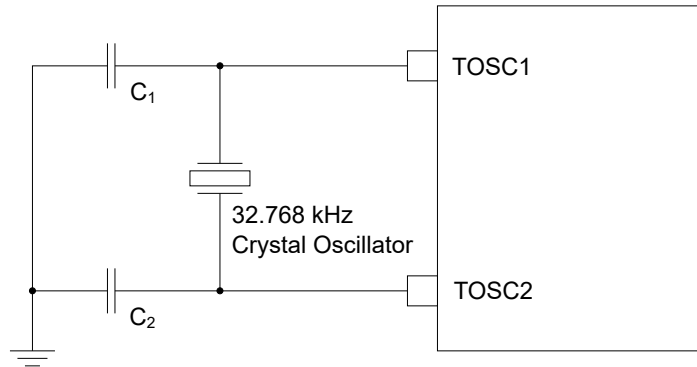 TOSC1
C₁
32.768 kHz
Crystal Oscillator
TOSC2
C₂